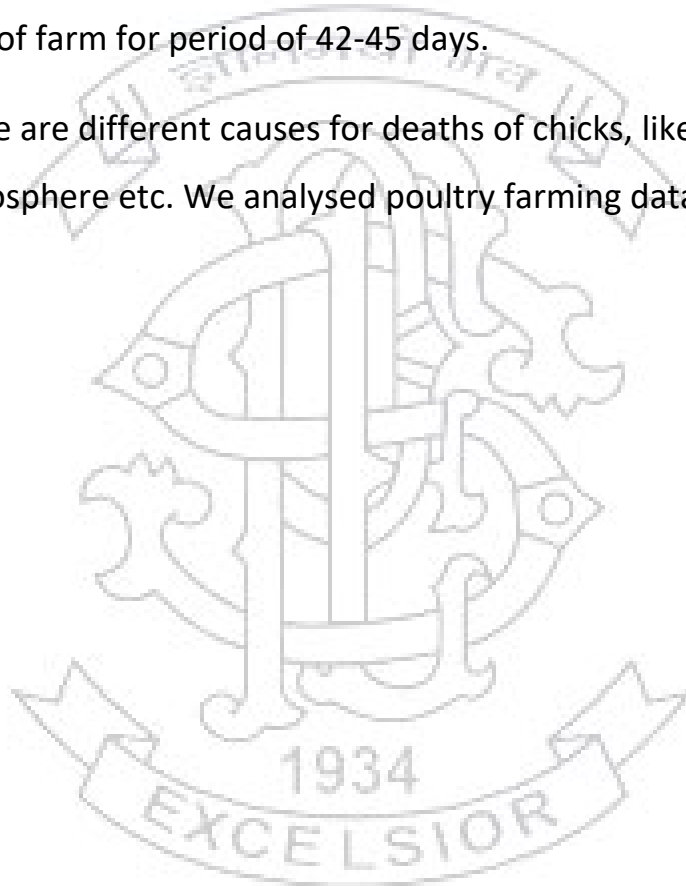 of farm for period of 42-45 days.
e are different causes for deaths of chicks, like
osphere etc. We analysed poultry farming data
1934
EXCELSIOR